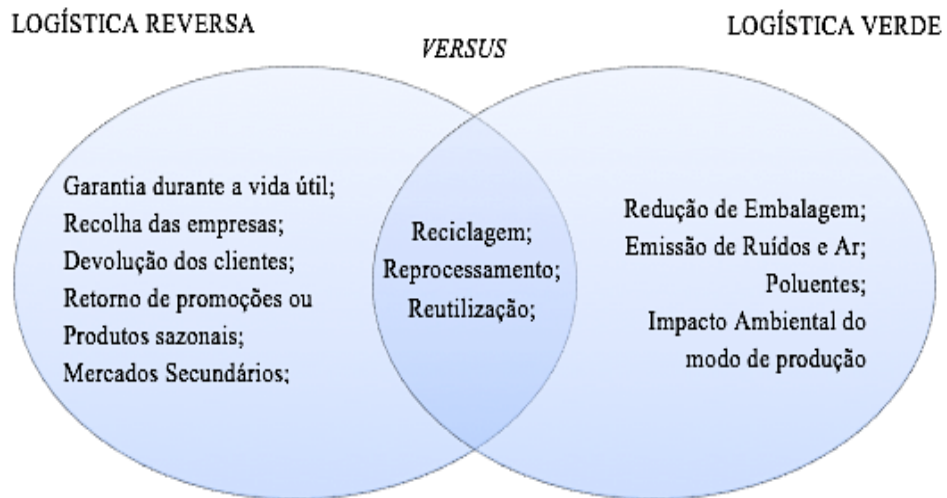 LOGÍSTICA REVERSA
VERSUS
LOGÍSTICA VERDE
Garantia durante a vida útil;
Recolha das empresas;
Devolução dos clientes;
Retorno de promoções ou
Produtos sazonais;
Mercados Secundários;
Reciclagem;
Reprocessamento;
Reutilização;
Redução de Embalagem;
Emissão de Ruídos e Ar;
Poluentes;
Impacto Ambiental do
modo de produção